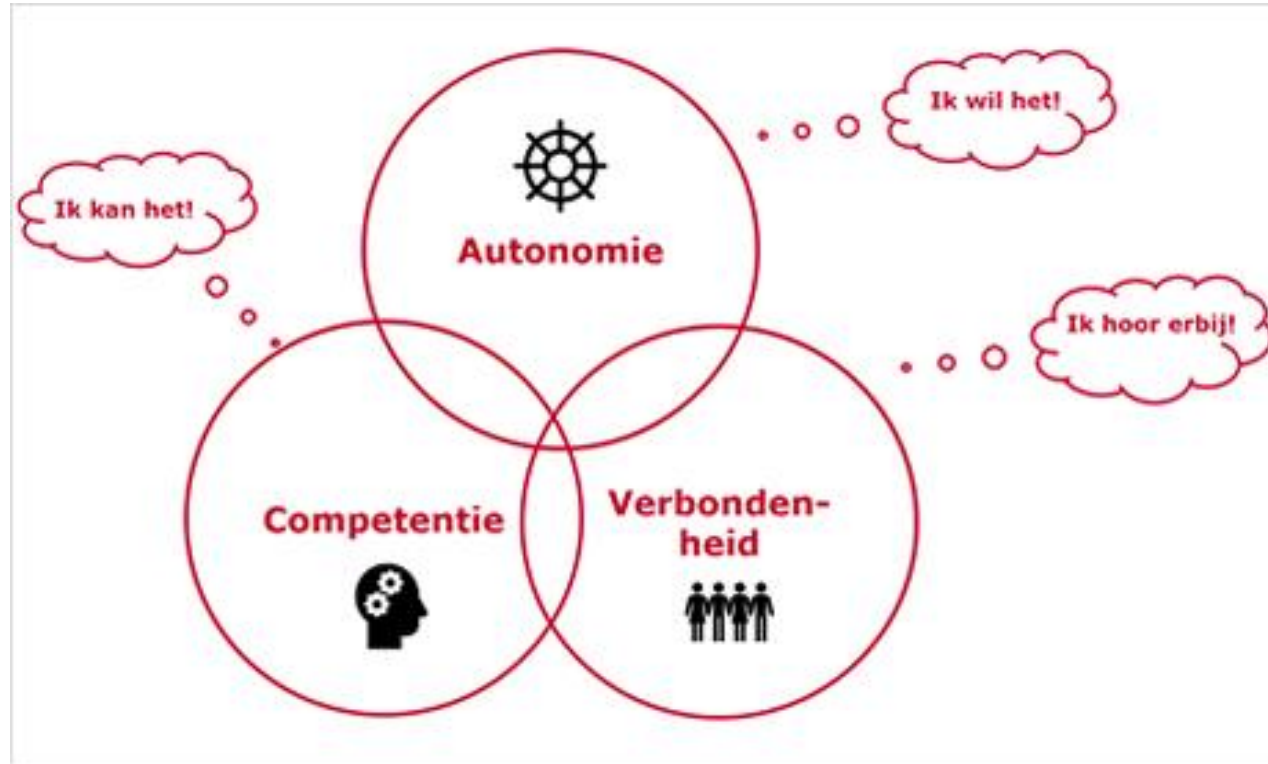 Ik wil het!
Ik kan het!
Autonomie
Ik hoor erbij!
Competentie
Verbonden-
heid